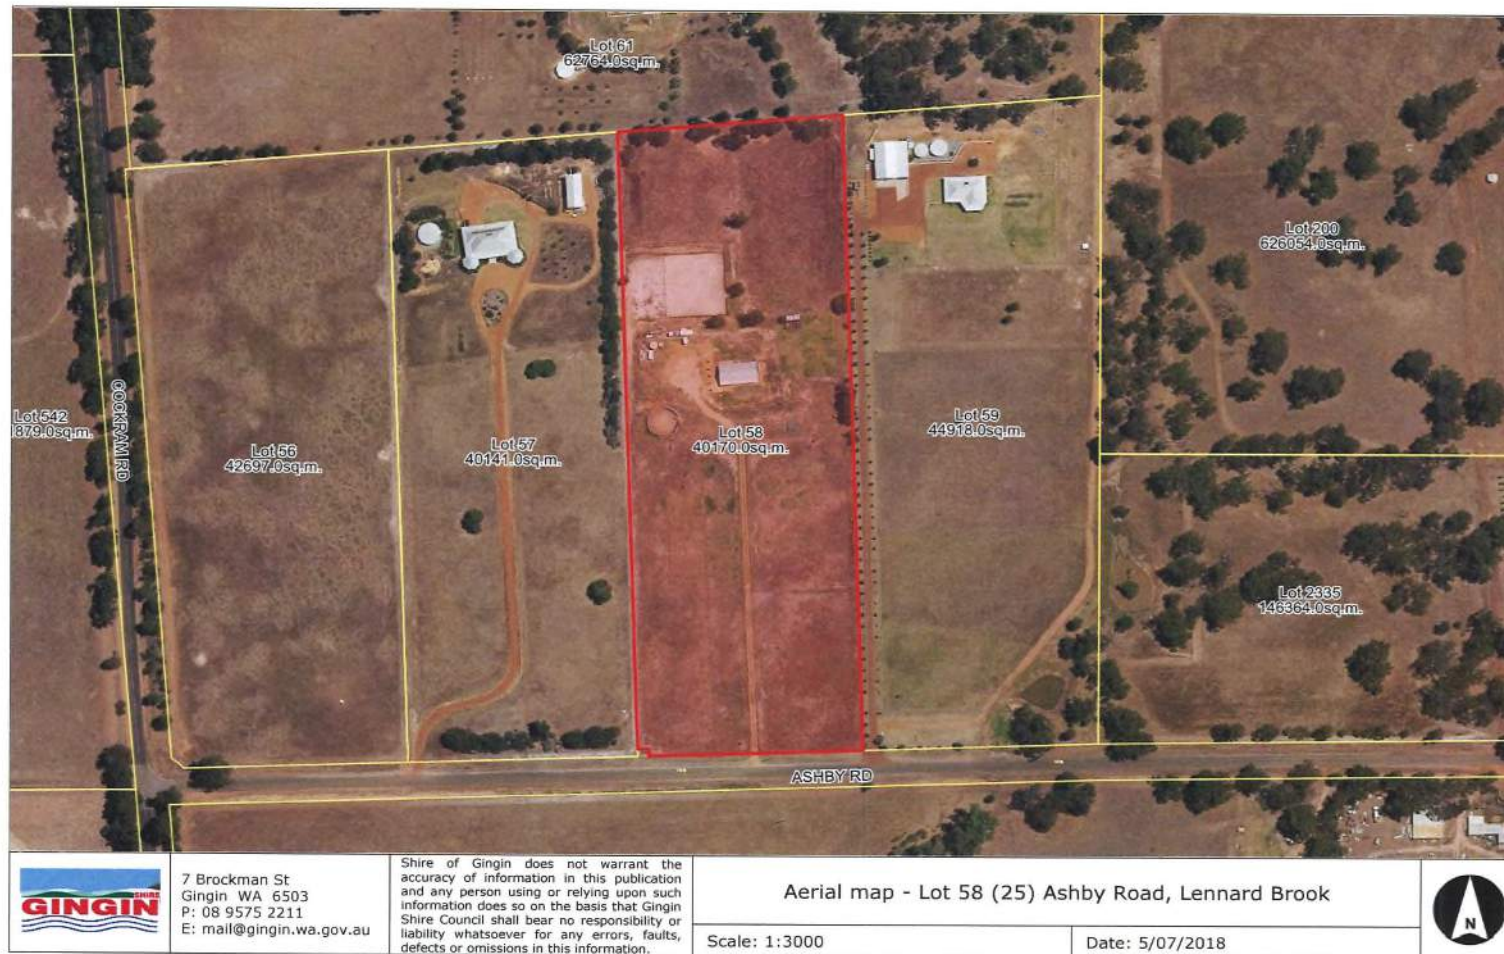 Lot 61
62764.0sq.m.
Lot 200
626054.0sq.m.
COCKRAM RD
Lot 542
1879.0sq.m.
Lot 56
42697.0sq.m.
Lot 57
40141.0sq.m.
Lot 58
40170.0sq.m.
Lot 59
44918.0sq.m.
Lot 2335
146364.0sq.m.
ASHBY RD
SHIRE
GINGIN
7 Brockman St
Gingin WA 6503
P: 08 9575 2211
E: mail@gingin.wa.gov.au
Shire of Gingin does not warrant the
accuracy of information in this publication
and any person using or relying upon such
information does so on the basis that Gingin
Shire Council shall bear no responsibility or
liability whatsoever for any errors, faults,
defects or omissions in this information.
Aerial map - Lot 58 (25) Ashby Road, Lennard Brook
Scale: 1:3000
Date: 5/07/2018
N